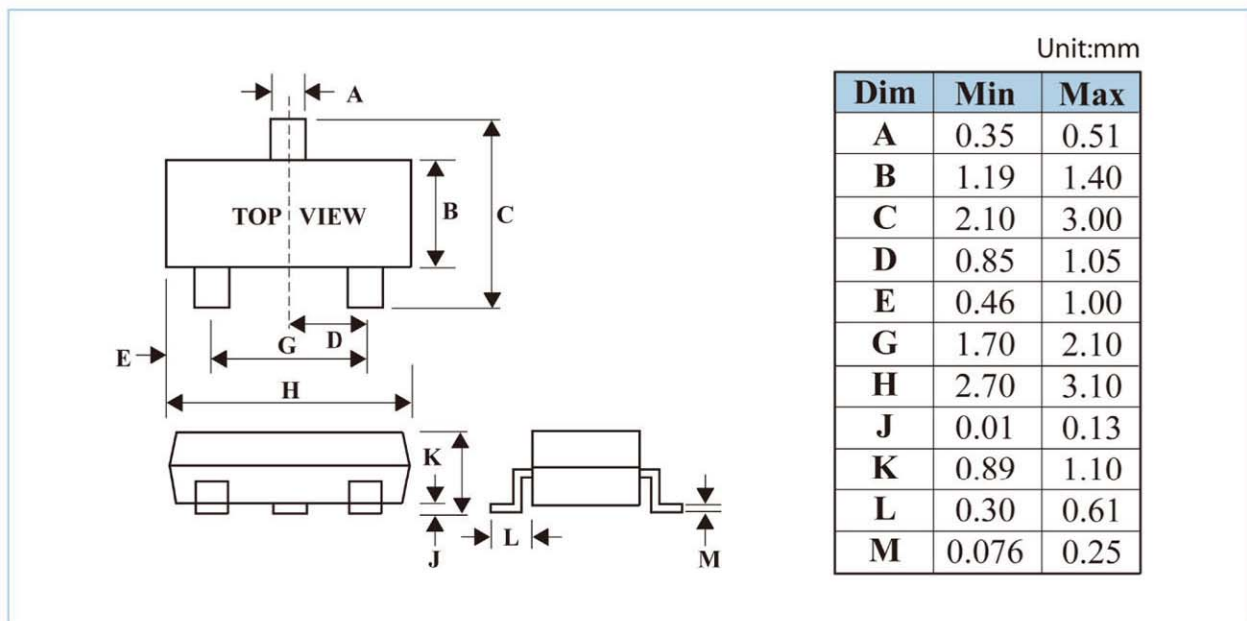 Unit:mm
A
TOP VIEW
B
C
D
G
E
H
K
J
L
M
Dim Min Max
A 0.35 0.51
B 1.19 1.40
C 2.10 3.00
D 0.85 1.05
E 0.46 1.00
G 1.70 2.10
H 2.70 3.10
J 0.01 0.13
K 0.89 1.10
L 0.30 0.61
M 0.076 0.25